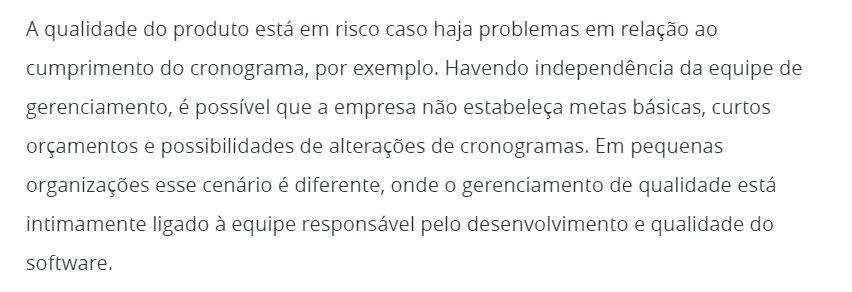 A qualidade do produto está em risco caso haja problemas em relação ao
cumprimento do cronograma, por exemplo. Havendo independência da equipe de
gerenciamento, é possível que a empresa não estabeleça metas básicas, curtos
orçamentos e possibilidades de alterações de cronogramas. Em pequenas
organizações esse cenário é diferente, onde o gerenciamento de qualidade está
intimamente ligado à equipe responsável pelo desenvolvimento e qualidade do
software.